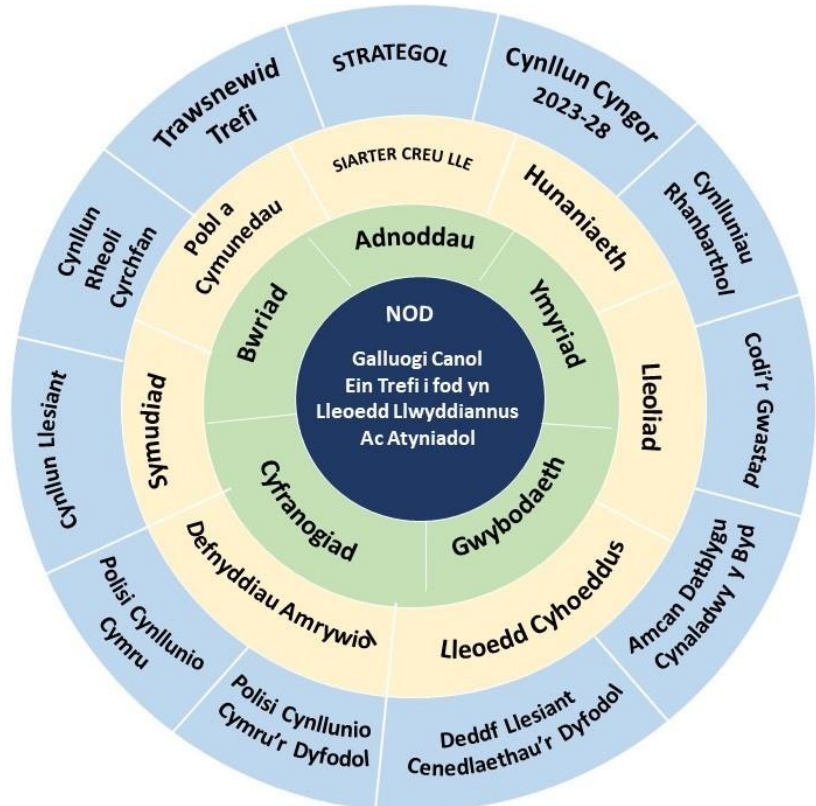 STRATEGOL
Cynllun Cyngor
2023-28
Cynlluniau
Rhanbarthol
Codi'r Gwastad
Amcan Datblygu
Cynaladwy y Byd
Deddf Llesiant
Cenedlaethau'r Dyfodol
Polisi Cynllunio
Cymru'r Dyfodol
Polisi Cynllunio
Cymru
Cynllun Llesiant
Cynllun
Rheoli
Cyrchfan
Trawsnewid
Trefi
SIARTER CREU LLE
Hunaniaeth
Lleoliad
Lleoedd Cyhoeddus
Defnyddiau Amrywioh
Symudiad
Pobl a
Cymunedau
Adnoddau
Ymyriad
Gwybodaeth
Cyfranogiad
Bwriad
NOD
Galluogi Canol
Ein Trefi i fod yn
Lleoedd Llwyddiannus
Ac Atyniadol